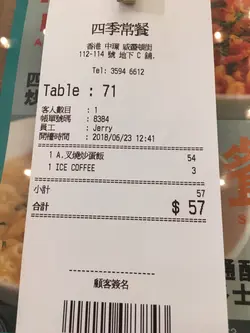 四季常餐
香港 中環 威靈頓街
112-114 號 地下 C 舖.
Tel: 3594 6612
Table : 71
客人數目 : 1
帳單號碼 : 8384
員工 : Jerry
開檯時間 : 2018/06/23 12:41
1 A.叉燒炒蛋飯 54
1 ICE COFFEE 3
小計 57
合計 $ 57
顧客簽名